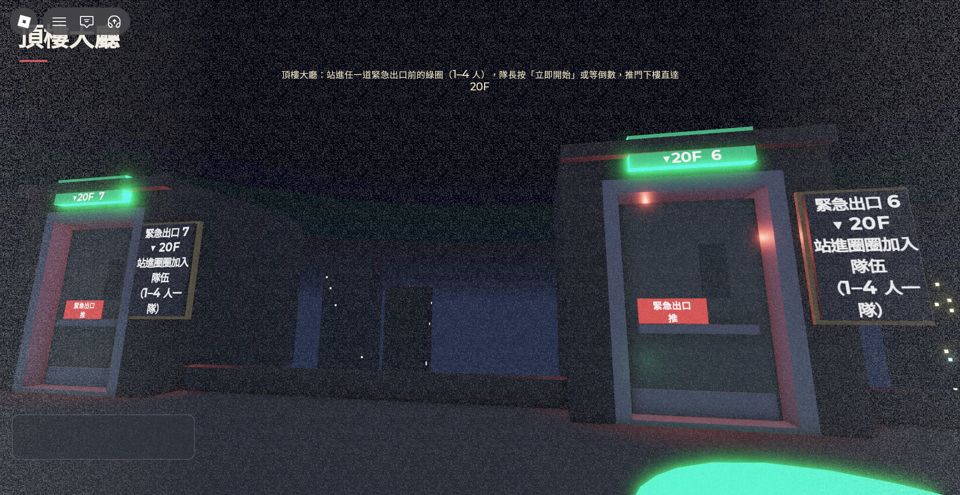 頂樓大廳
頂樓大廳：站進任一道緊急出口前的綠圈（1–4 人），隊長按「立即開始」或等倒數，推門下樓直達
20F
▼20F 7
緊急出口 7
▼ 20F
站進圈圈加入
隊伍
（1–4 人一
隊）
緊急出口
推
▼20F 6
緊急出口 6
▼ 20F
站進圈圈加入
隊伍
（1–4 人一
隊）
緊急出口
推